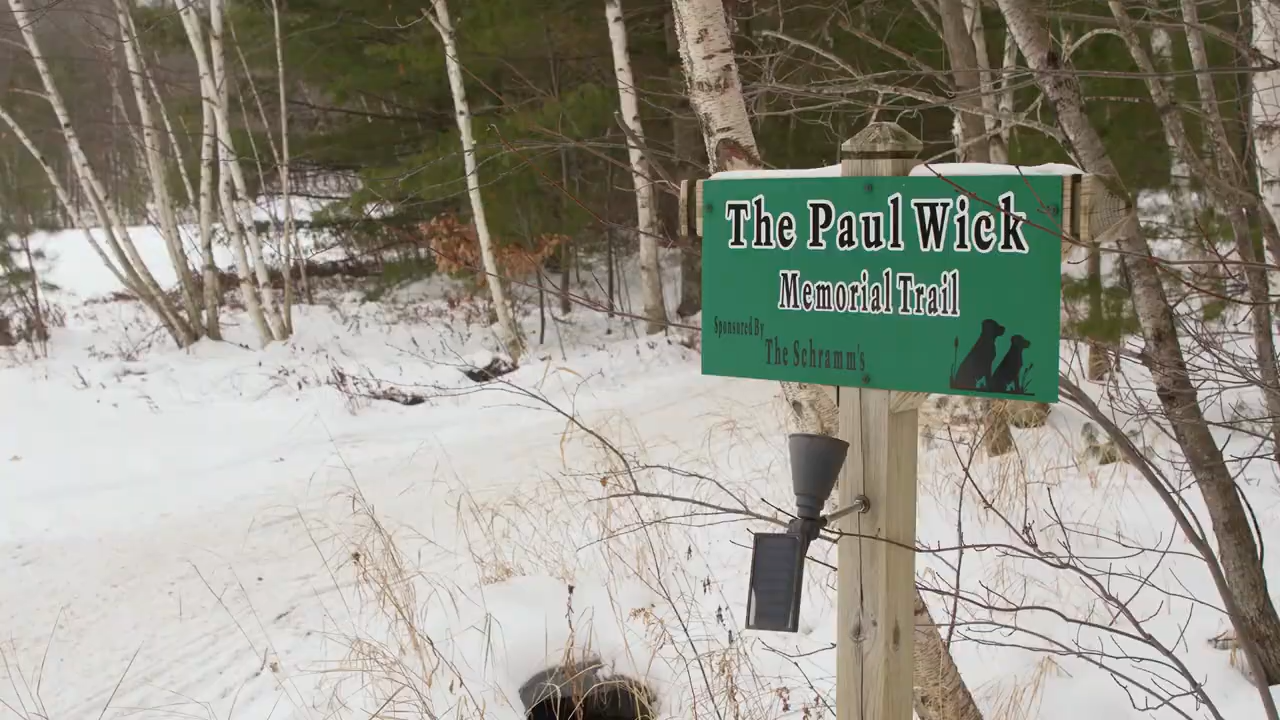 The Paul Wick
Memorial Trail
Sponsored By
The Schramm's